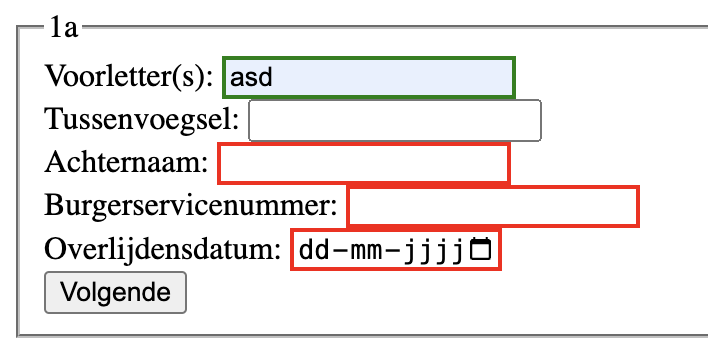 1a
Voorletter(s): asd
Tussenvoegsel:
Achternaam:
Burgerservicenummer:
Overlijdensdatum: dd-mm-jjjj
Volgende